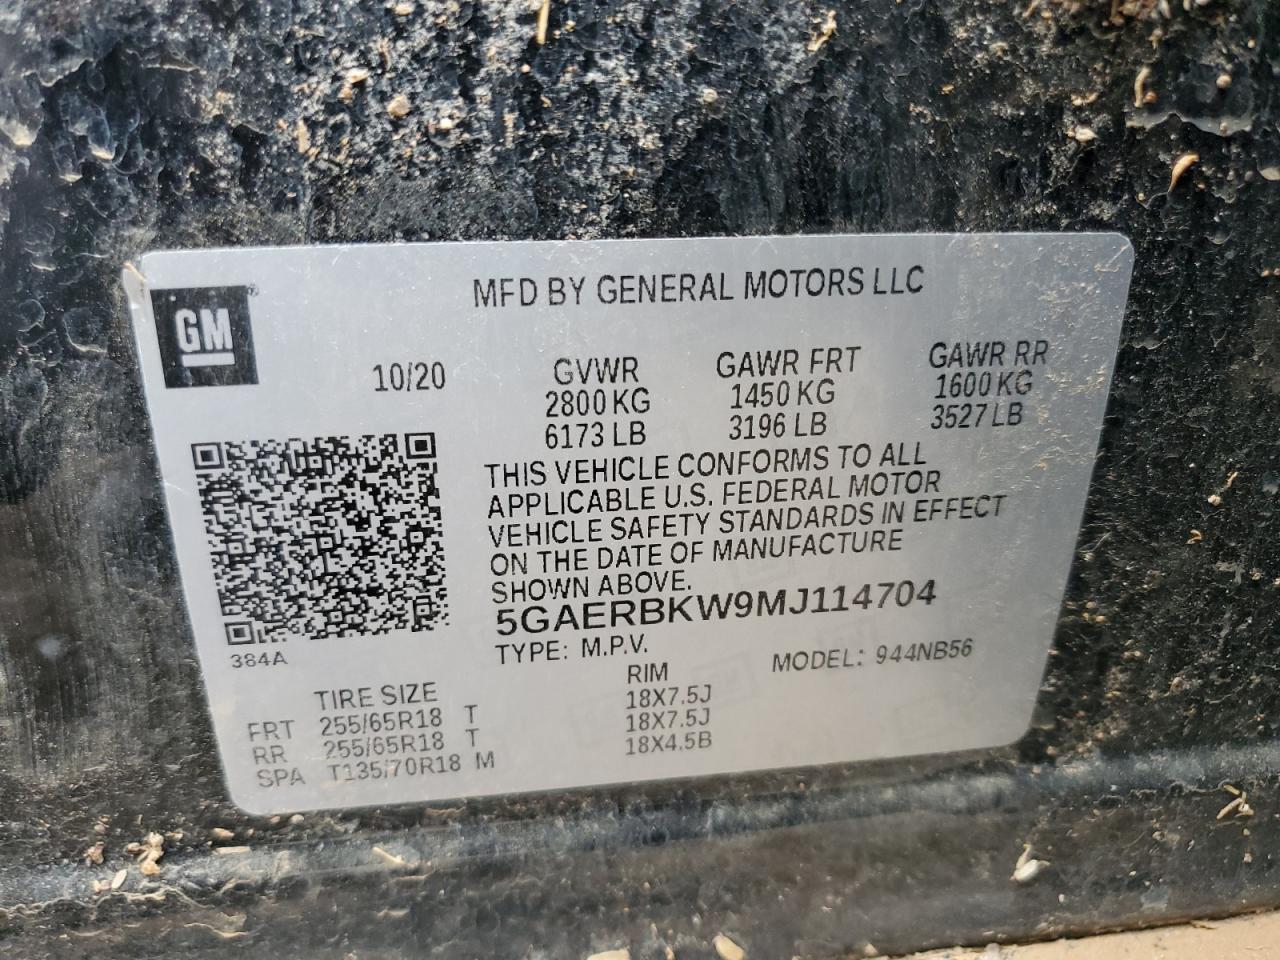 MFD BY GENERAL MOTORS LLC
GM
®
10/20
GVWR
2800 KG
6173 LB
GAWR FRT
1450 KG
3196 LB
GAWR RR
1600 KG
3527 LB
THIS VEHICLE CONFORMS TO ALL
APPLICABLE U.S. FEDERAL MOTOR
VEHICLE SAFETY STANDARDS IN EFFECT
ON THE DATE OF MANUFACTURE
SHOWN ABOVE.
5GAERBKW9MJ114704
384A
TYPE: M.P.V.
MODEL: 944NB56
TIRE SIZE RIM
FRT 255/65R18 T 18X7.5J
RR 255/65R18 T 18X7.5J
SPA T135/70R18 M 18X4.5B